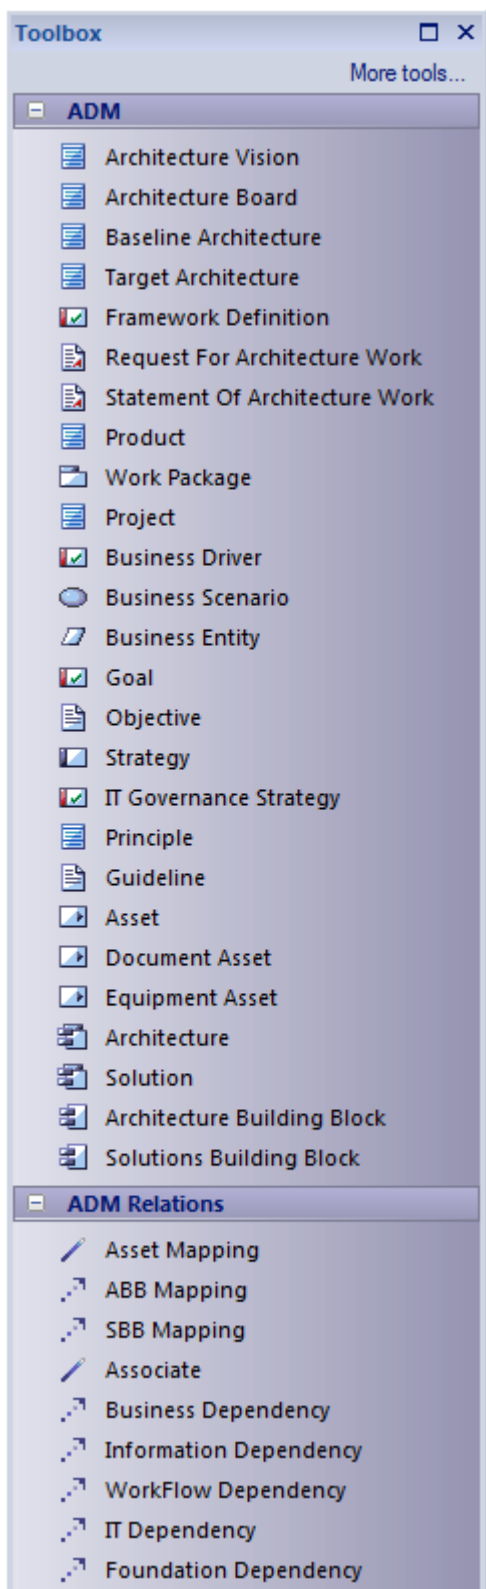 Toolbox
More tools...
ADM
Architecture Vision
Architecture Board
Baseline Architecture
Target Architecture
Framework Definition
Request For Architecture Work
Statement Of Architecture Work
Product
Work Package
Project
Business Driver
Business Scenario
Business Entity
Goal
Objective
Strategy
IT Governance Strategy
Principle
Guideline
Asset
Document Asset
Equipment Asset
Architecture
Solution
Architecture Building Block
Solutions Building Block
ADM Relations
Asset Mapping
ABB Mapping
SBB Mapping
Associate
Business Dependency
Information Dependency
WorkFlow Dependency
IT Dependency
Foundation Dependency